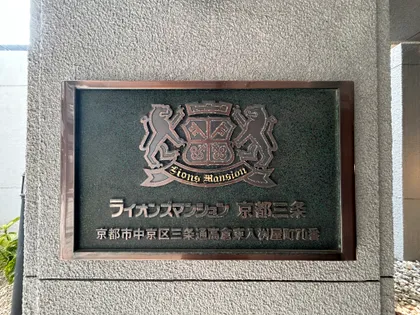 Lions Mansion
ライオンズマンション 京都三条
京都市中京区三条通高倉東入桝屋町70番